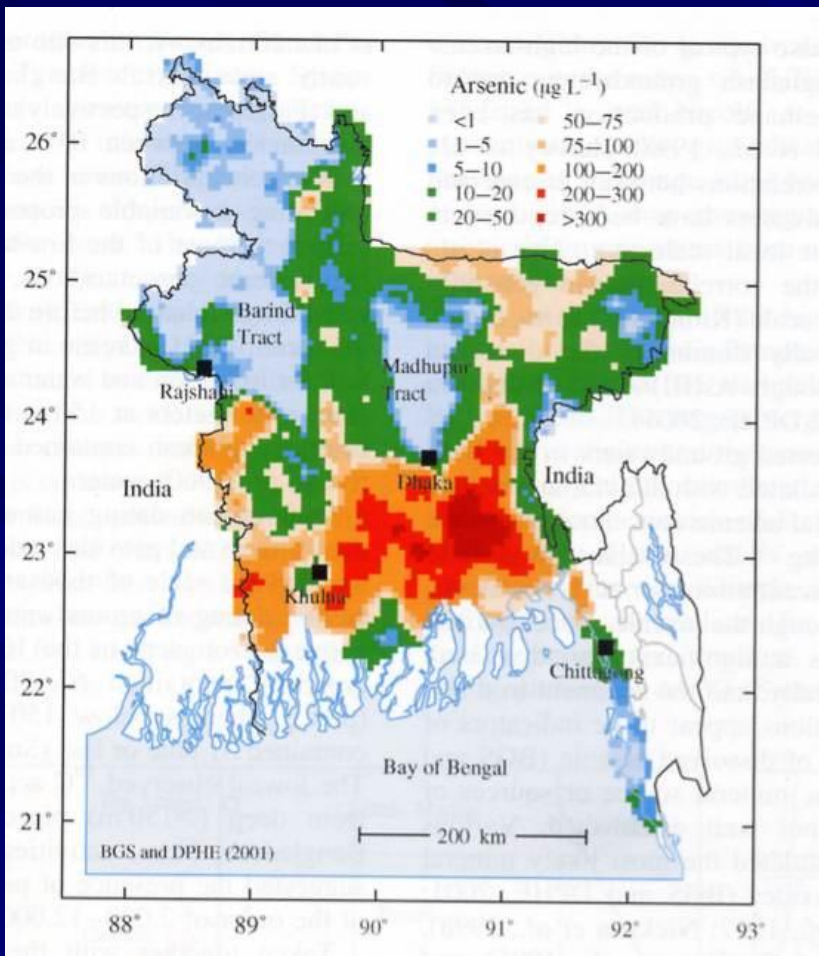 Arsenic (µg L⁻¹)
<1 50–75
1–5 75–100
5–10 100–200
10–20 200–300
20–50 >300
26°
25°
24°
23°
22°
21°
Barind
Tract
Rajshahi
Madhupur
Tract
India
Dhaka
India
Khulna
Chittagong
Bay of Bengal
200 km
BGS and DPHE (2001)
88° 89° 90° 91° 92° 93°